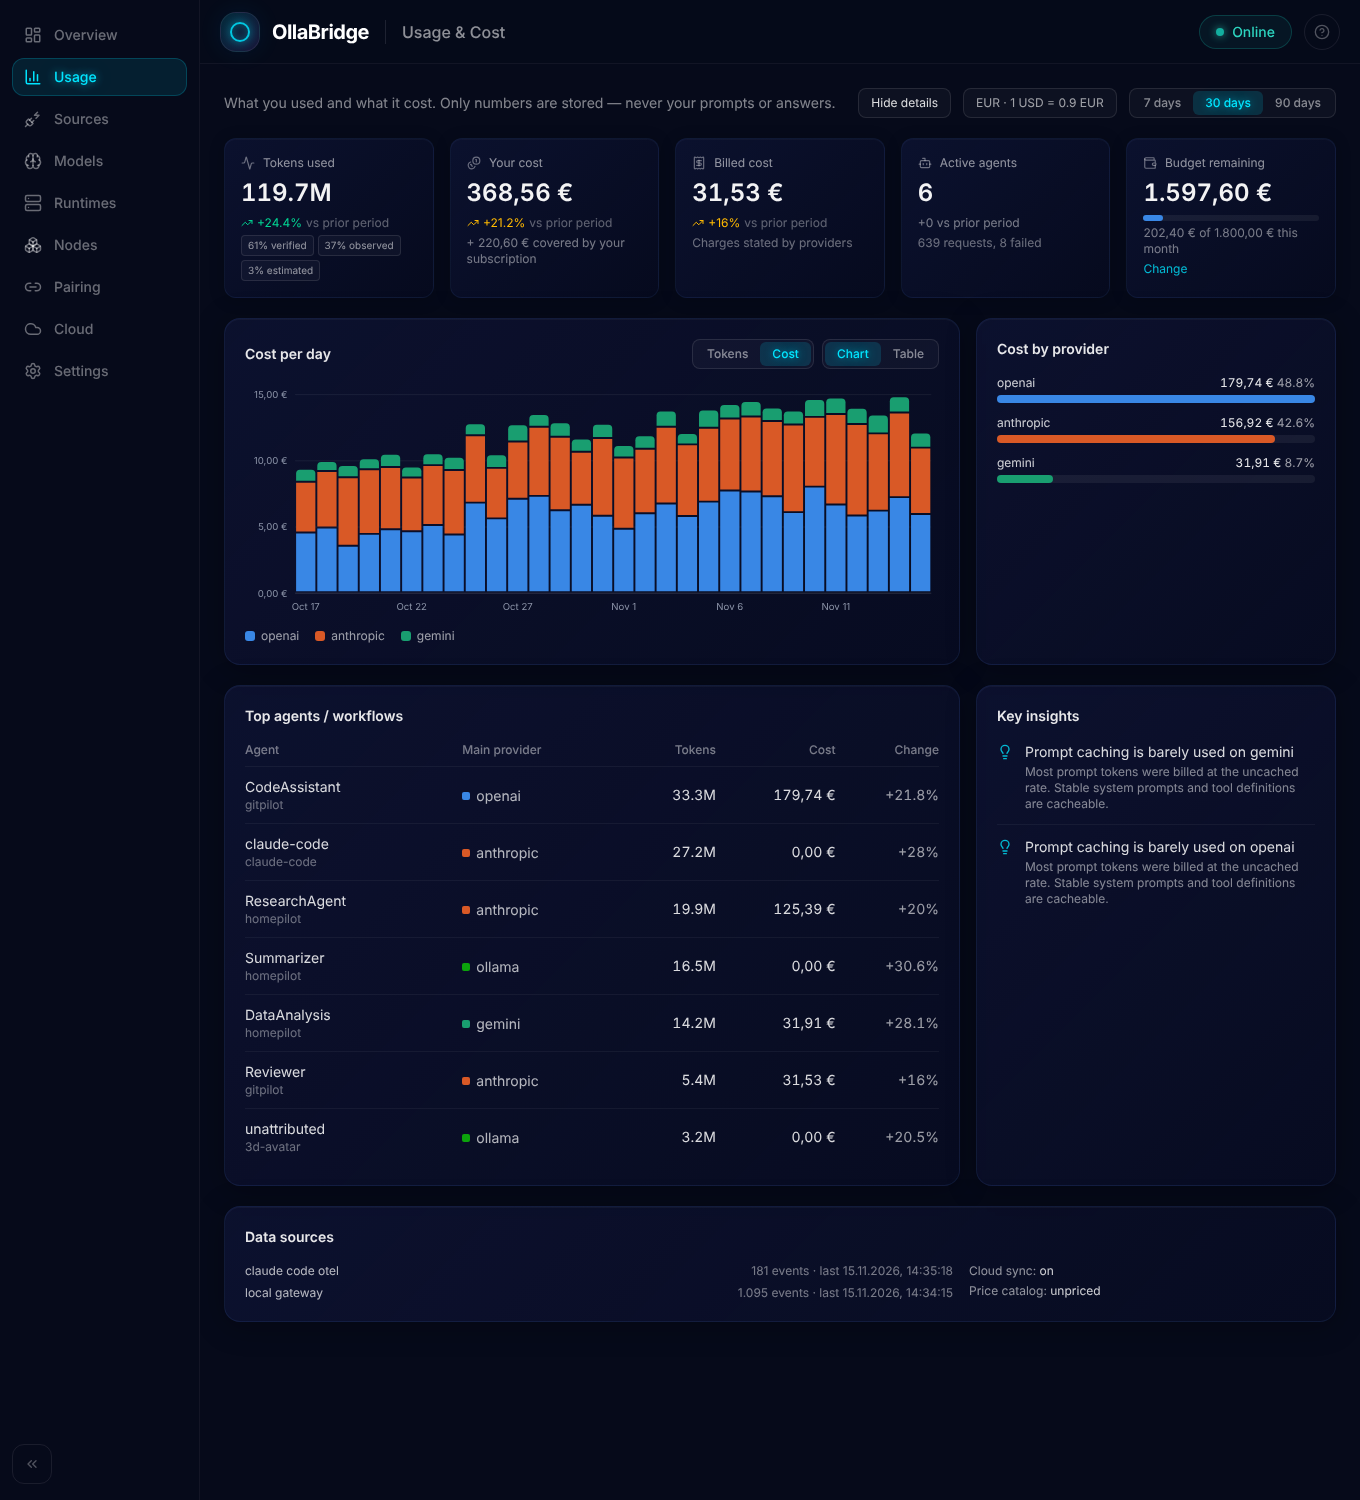 Overview
Usage
Sources
Models
Runtimes
Nodes
Pairing
Cloud
Settings
OllaBridge
Usage & Cost
Online
What you used and what it cost. Only numbers are stored — never your prompts or answers.
Hide details
EUR · 1 USD = 0.9 EUR
7 days
30 days
90 days
Tokens used
119.7M
+24.4% vs prior period
61% verified
37% observed
3% estimated
Your cost
368,56 €
+21.2% vs prior period
+ 220,60 € covered by your
subscription
Billed cost
31,53 €
+16% vs prior period
Charges stated by providers
Active agents
6
+0 vs prior period
639 requests, 8 failed
Budget remaining
1.597,60 €
202,40 € of 1.800,00 € this
month
Change
Cost per day
Tokens
Cost
Chart
Table
15,00 €
10,00 €
5,00 €
0,00 €
Oct 17
Oct 22
Oct 27
Nov 1
Nov 6
Nov 11
openai
anthropic
gemini
Cost by provider
openai 179,74 € 48.8%
anthropic 156,92 € 42.6%
gemini 31,91 € 8.7%
Top agents / workflows
Agent Main provider Tokens Cost Change
CodeAssistant
gitpilot
openai 33.3M 179,74 € +21.8%
claude-code
claude-code
anthropic 27.2M 0,00 € +28%
ResearchAgent
homepilot
anthropic 19.9M 125,39 € +20%
Summarizer
homepilot
ollama 16.5M 0,00 € +30.6%
DataAnalysis
homepilot
gemini 14.2M 31,91 € +28.1%
Reviewer
gitpilot
anthropic 5.4M 31,53 € +16%
unattributed
3d-avatar
ollama 3.2M 0,00 € +20.5%
Key insights
Prompt caching is barely used on gemini
Most prompt tokens were billed at the uncached
rate. Stable system prompts and tool definitions
are cacheable.
Prompt caching is barely used on openai
Most prompt tokens were billed at the uncached
rate. Stable system prompts and tool definitions
are cacheable.
Data sources
claude code otel 181 events · last 15.11.2026, 14:35:18
local gateway 1.095 events · last 15.11.2026, 14:34:15
Cloud sync: on
Price catalog: unpriced